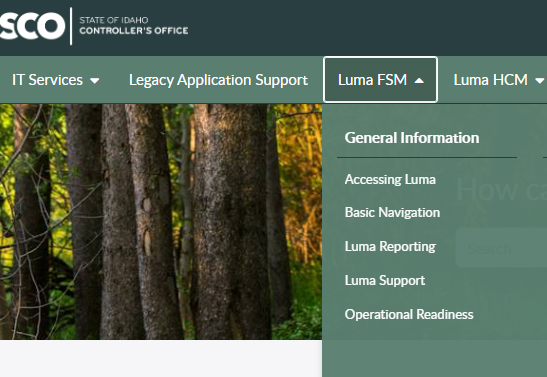 SCO
STATE OF IDAHO
CONTROLLER'S OFFICE
IT Services
Legacy Application Support
Luma FSM
Luma HCM
General Information
Accessing Luma
Basic Navigation
Luma Reporting
Luma Support
Operational Readiness
How ca
Search